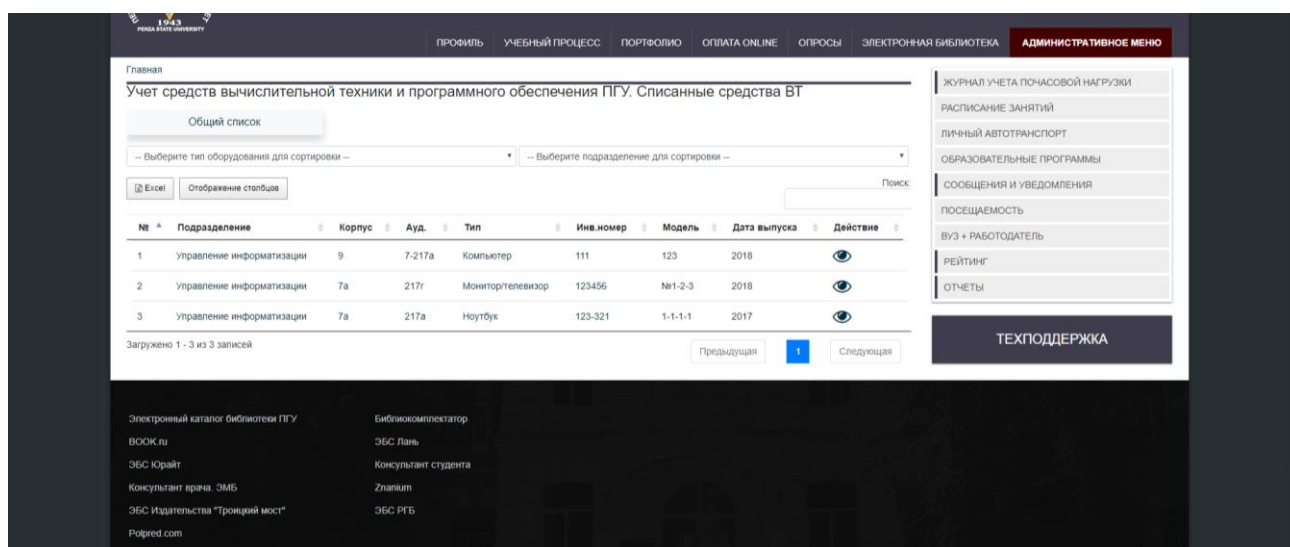 1943
PENZA STATE UNIVERSITY
ПРОФИЛЬ УЧЕБНЫЙ ПРОЦЕСС ПОРТФОЛИО ОПЛАТА ONLINE ОПРОСЫ ЭЛЕКТРОННАЯ БИБЛИОТЕКА АДМИНИСТРАТИВНОЕ МЕНЮ
Главная
Учет средств вычислительной техники и программного обеспечения ПГУ. Списанные средства ВТ
Общий список
-- Выберите тип оборудования для сортировки -- -- Выберите подразделение для сортировки --
Excel Отображение столбцов Поиск:
№ Подразделение Корпус Ауд. Тип Инв.номер Модель Дата выпуска Действие
1 Управление информатизации 9 7-217а Компьютер 111 123 2018
2 Управление информатизации 7а 217г Монитор/телевизор 123456 №1-2-3 2018
3 Управление информатизации 7а 217а Ноутбук 123-321 1-1-1-1 2017
Загружено 1 - 3 из 3 записей
Предыдущая 1 Следующая
ЖУРНАЛ УЧЕТА ПОЧАСОВОЙ НАГРУЗКИ
РАСПИСАНИЕ ЗАНЯТИЙ
ЛИЧНЫЙ АВТОТРАНСПОРТ
ОБРАЗОВАТЕЛЬНЫЕ ПРОГРАММЫ
СООБЩЕНИЯ И УВЕДОМЛЕНИЯ
ПОСЕЩАЕМОСТЬ
ВУЗ + РАБОТОДАТЕЛЬ
РЕЙТИНГ
ОТЧЕТЫ
ТЕХПОДДЕРЖКА
Электронный каталог библиотеки ПГУ
BOOK.ru
ЭБС Юрайт
Консультант врача. ЭМБ
ЭБС Издательства "Троицкий мост"
Polpred.com
Библиокомплектатор
ЭБС Лань
Консультант студента
Znanium
ЭБС РГБ